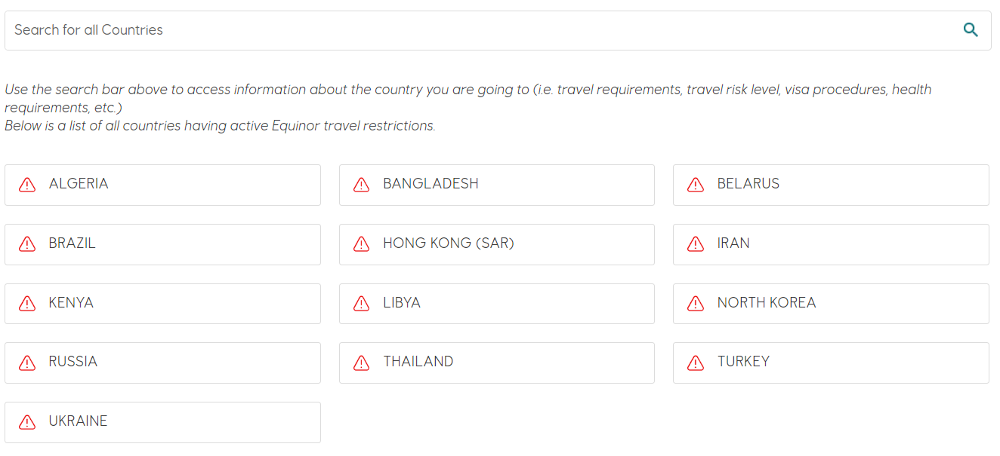 Search for all Countries
Use the search bar above to access information about the country you are going to (i.e. travel requirements, travel risk level, visa procedures, health
requirements, etc.)
Below is a list of all countries having active Equinor travel restrictions.
ALGERIA
BANGLADESH
BELARUS
BRAZIL
HONG KONG (SAR)
IRAN
KENYA
LIBYA
NORTH KOREA
RUSSIA
THAILAND
TURKEY
UKRAINE